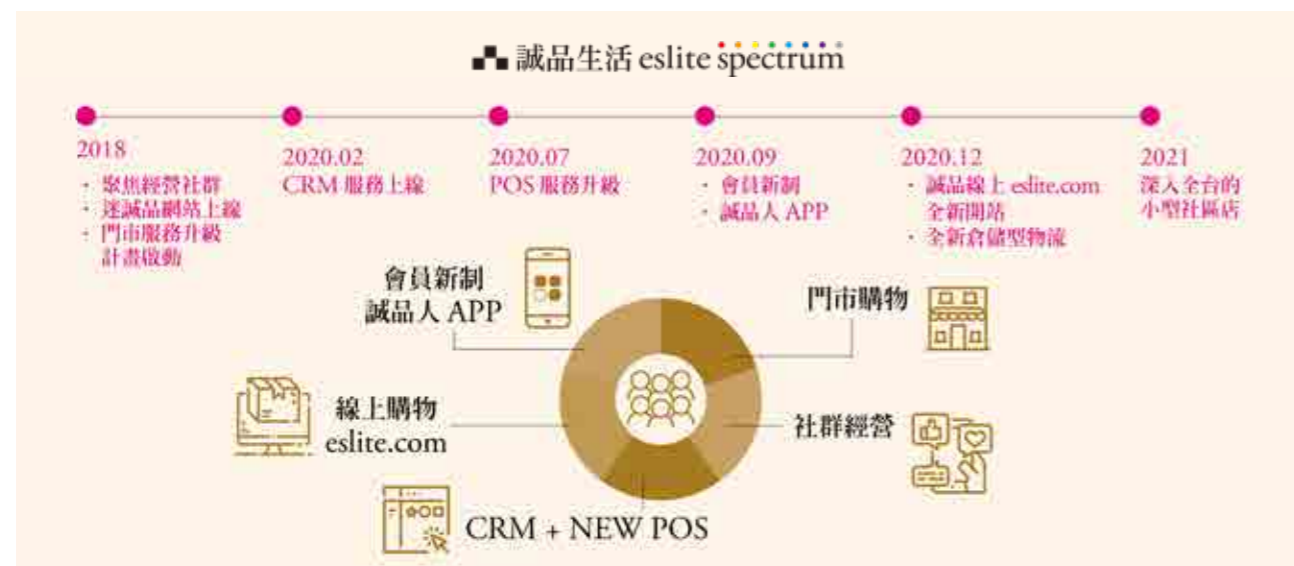 誠品生活 eslite spectrum
2018
· 聚焦經營社群
· 迷誠品網站上線
· 門市服務升級
計畫啟動
2020.02
CRM 服務上線
2020.07
POS 服務升級
2020.09
· 會員新制
· 誠品人 APP
2020.12
· 誠品線上 eslite.com
全新開站
· 全新倉儲型物流
2021
深入全台的
小型社區店
會員新制
誠品人 APP
門市購物
線上購物
eslite.com
社群經營
CRM + NEW POS